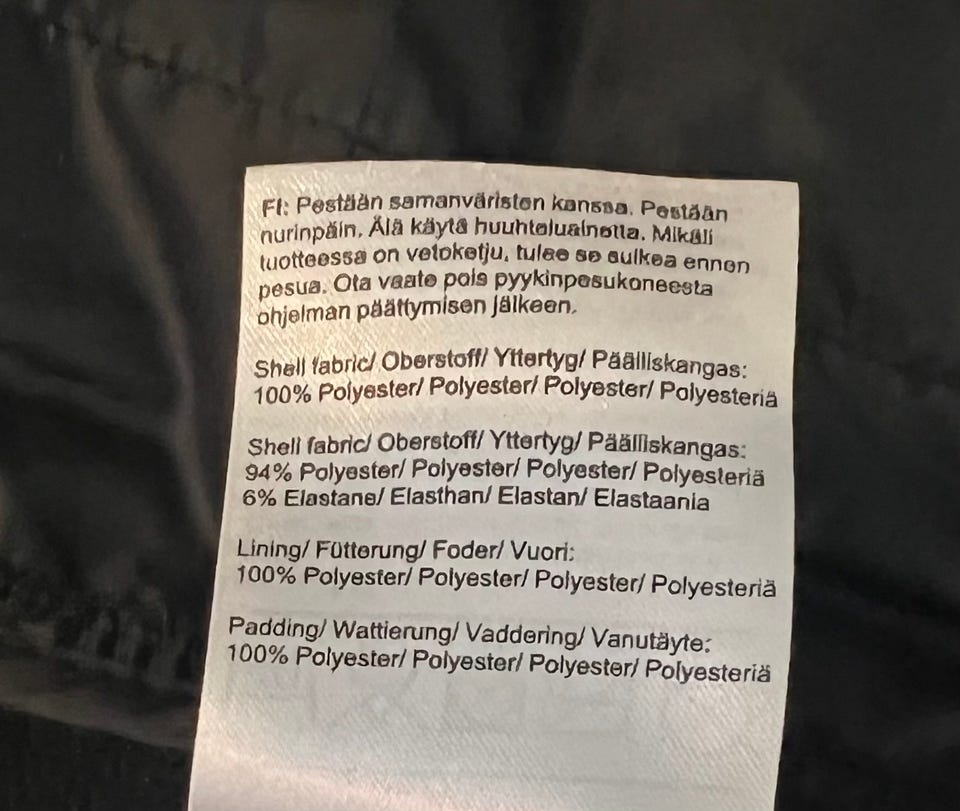 FI: Pestään samanväristen kanssa. Pestään
nurinpäin. Älä käytä huuhteluainetta. Mikäli
tuotteessa on vetoketju, tulee se sulkea ennen
pesua. Ota vaate pois pyykinpesukoneesta
ohjelman päättymisen jälkeen.
Shell fabric/ Oberstoff/ Yttertyg/ Päälliskangas:
100% Polyester/ Polyester/ Polyester/ Polyesteriä
Shell fabric/ Oberstoff/ Yttertyg/ Päälliskangas:
94% Polyester/ Polyester/ Polyester/ Polyesteriä
6% Elastane/ Elasthan/ Elastan/ Elastaania
Lining/ Fütterung/ Foder/ Vuori:
100% Polyester/ Polyester/ Polyester/ Polyesteriä
Padding/ Wattierung/ Vaddering/ Vanutäyte:
100% Polyester/ Polyester/ Polyester/ Polyesteriä